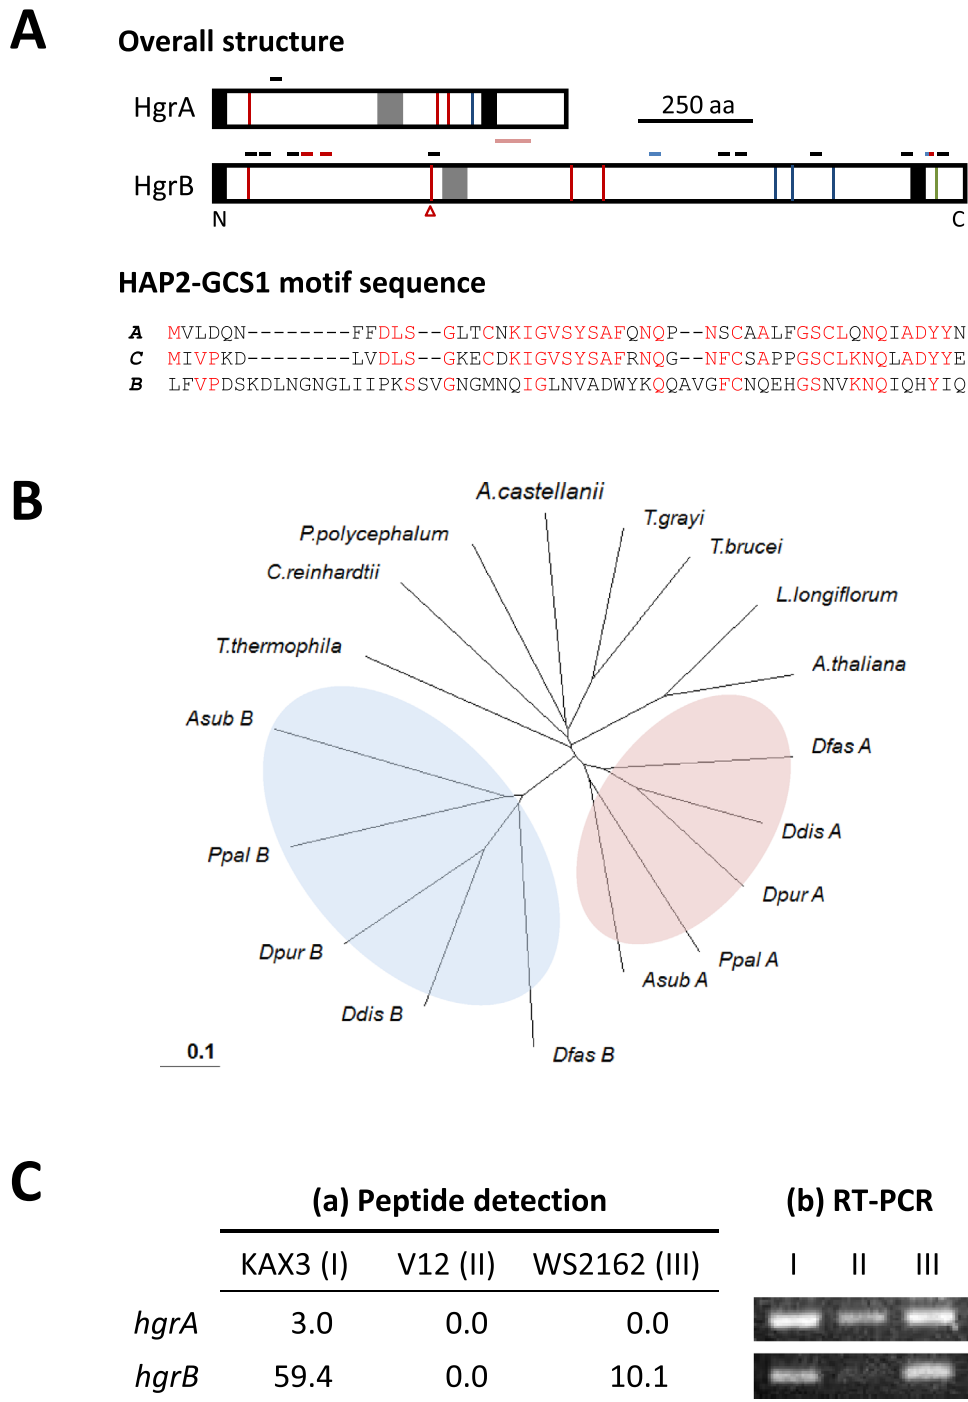 A
Overall structure
HgrA
250 aa
HgrB
N
C
HAP2-GCS1 motif sequence
A MVLDQN--------FFDLS--GLTCNKIGVSYSAFQNQP--NSCAALFGSCLQNQIADYYN
C MIVPKD--------LVDLS--GKECDKIGVSYSAFRNQG--NFCSAPPGSCLKNQLADYYE
B LFVPDSKDLNGNGLIIPKSSVGNGMNQIGLNVADWYKQQAVGFCNQEHGSNVKNQIQHYIQ
B
A.castellanii
T.grayi
P.polycephalum
T.brucei
C.reinhardtii
L.longiflorum
T.thermophila
A.thaliana
Asub B
Dfas A
Ddis A
Ppal B
Dpur A
Dpur B
Ppal A
Asub A
Ddis B
Dfas B
0.1
C
(a) Peptide detection
(b) RT-PCR
KAX3 (I) V12 (II) WS2162 (III)
I II III
hgrA 3.0 0.0 0.0
hgrB 59.4 0.0 10.1